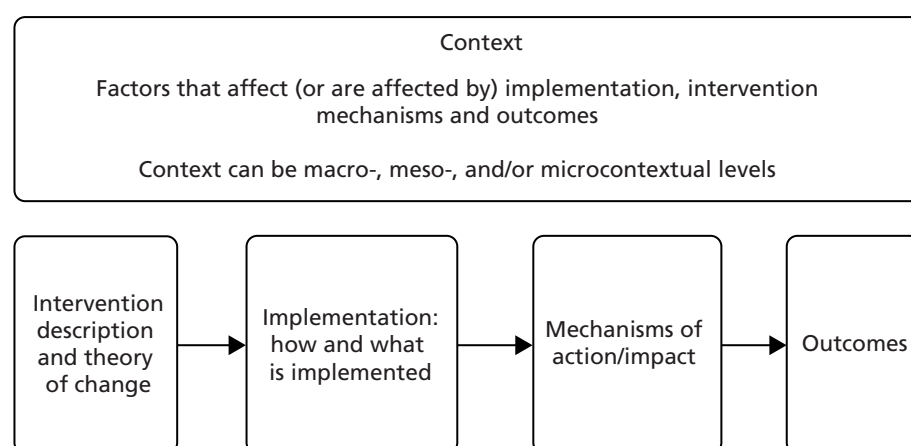 Context
Factors that affect (or are affected by) implementation, intervention
mechanisms and outcomes
Context can be macro-, meso-, and/or microcontextual levels
Intervention
description
and theory
of change
Implementation:
how and what
is implemented
Mechanisms of
action/impact
Outcomes